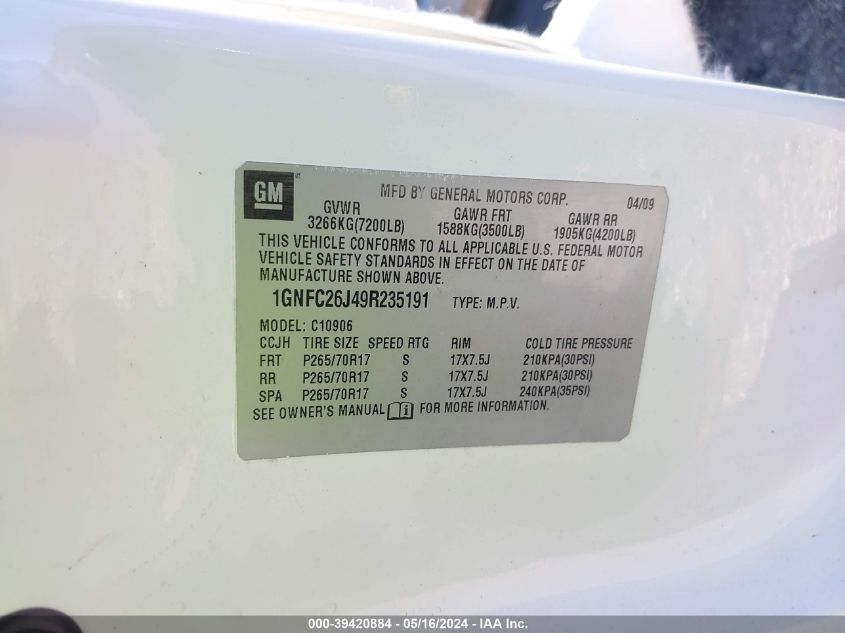 GM
MFD BY GENERAL MOTORS CORP. 04/09
GVWR GAWR FRT GAWR RR
3266KG(7200LB) 1588KG(3500LB) 1905KG(4200LB)
THIS VEHICLE CONFORMS TO ALL APPLICABLE U.S. FEDERAL MOTOR
VEHICLE SAFETY STANDARDS IN EFFECT ON THE DATE OF
MANUFACTURE SHOWN ABOVE.
1GNFC26J49R235191 TYPE: M.P.V.
MODEL: C10906
CCJH TIRE SIZE SPEED RTG RIM COLD TIRE PRESSURE
FRT P265/70R17 S 17X7.5J 210KPA(30PSI)
RR P265/70R17 S 17X7.5J 210KPA(30PSI)
SPA P265/70R17 S 17X7.5J 240KPA(35PSI)
SEE OWNER'S MANUAL i FOR MORE INFORMATION.
000-39420884 - 05/16/2024 - IAA Inc.